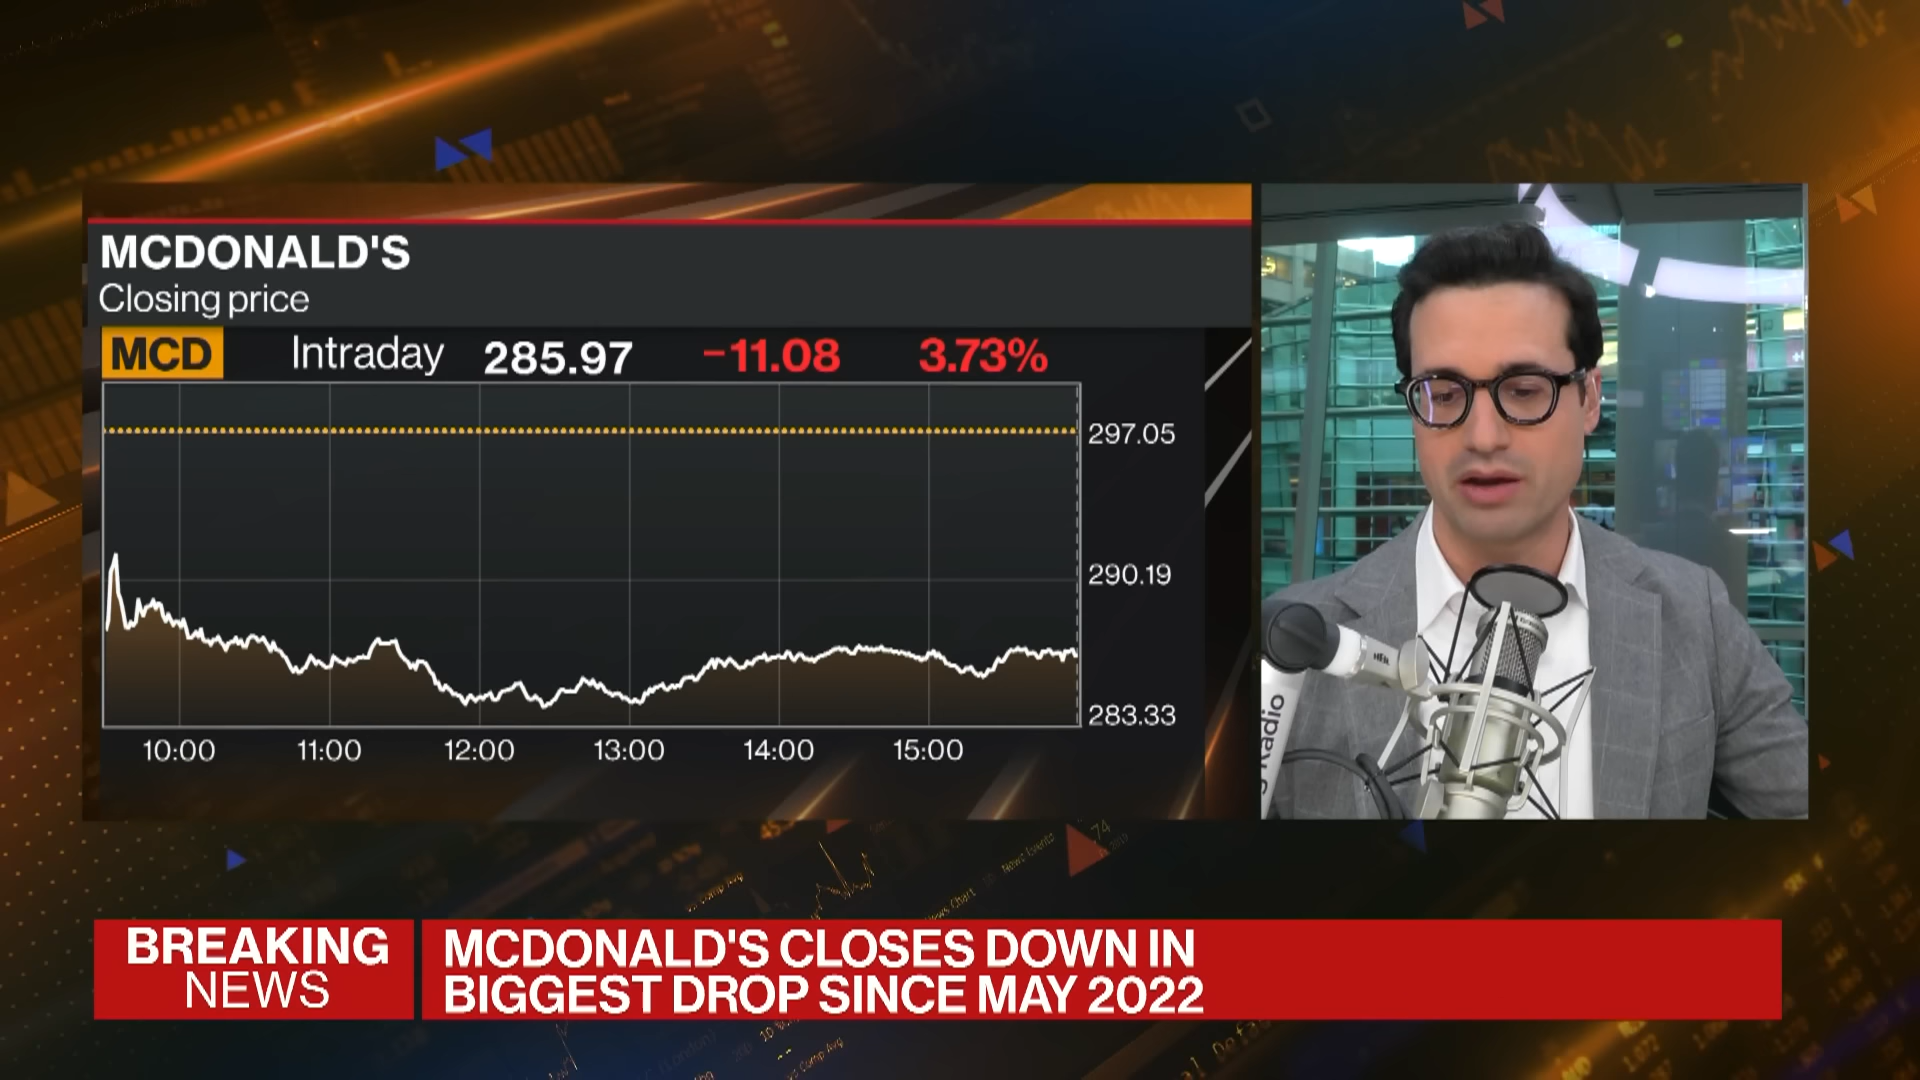 MCDONALD'S
Closing price
MCD Intraday 285.97 −11.08 3.73%
297.05
290.19
283.33
10:00 11:00 12:00 13:00 14:00 15:00
Radio
BREAKING
NEWS
MCDONALD'S CLOSES DOWN IN
BIGGEST DROP SINCE MAY 2022